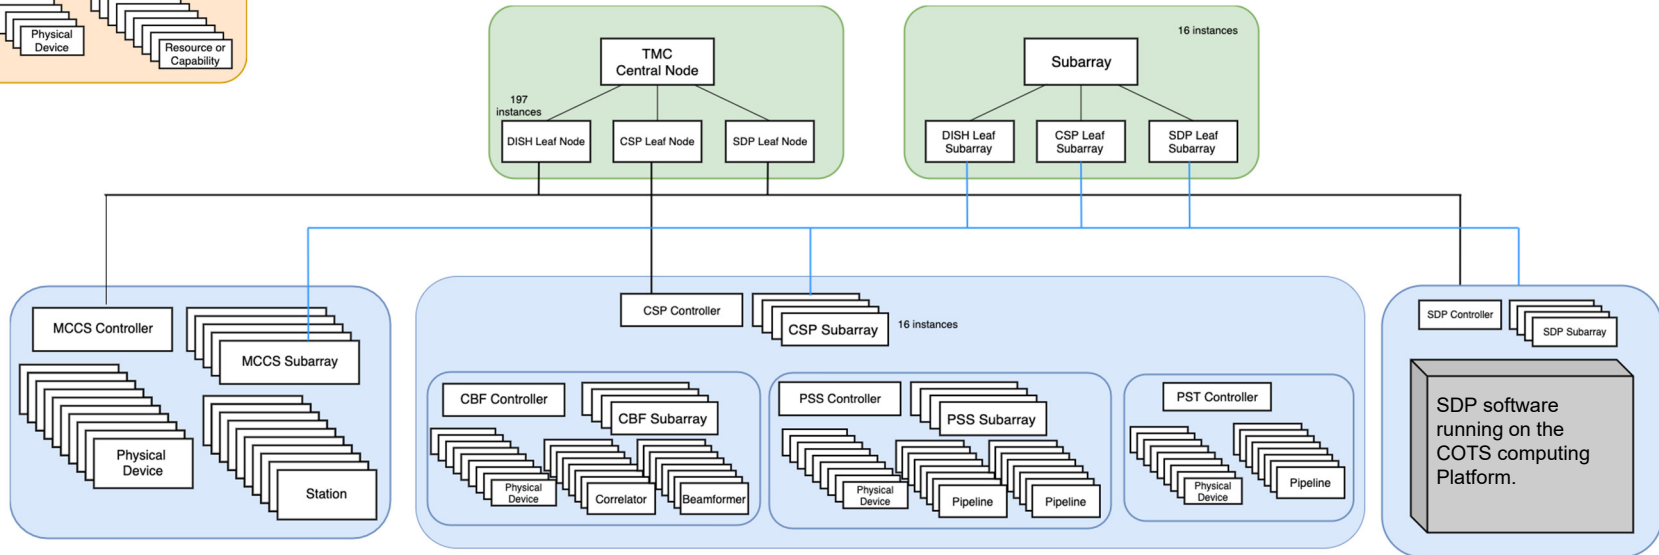 Physical
Device
Resource or
Capability
TMC
Central Node
197
instances
DISH Leaf Node
CSP Leaf Node
SDP Leaf Node
16 instances
Subarray
DISH Leaf
Subarray
CSP Leaf
Subarray
SDP Leaf
Subarray
MCCS Controller
MCCS Subarray
Physical
Device
Station
CSP Controller
CSP Subarray
16 instances
CBF Controller
CBF Subarray
Physical
Device
Correlator
Beamformer
PSS Controller
PSS Subarray
Physical
Device
Pipeline
Pipeline
PST Controller
Physical
Device
Pipeline
SDP Controller
SDP Subarray
SDP software
running on the
COTS computing
Platform.